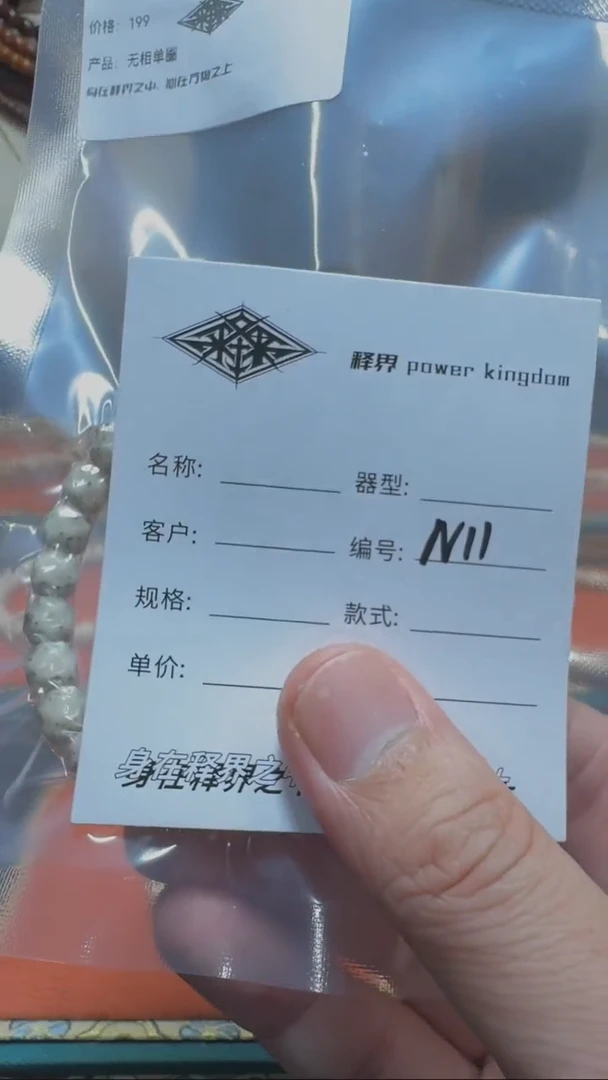 价格：199
产品：无相单圈
身在释界之中，心在万物之上
释界 power kingdom
名称:
器型:
客户:
编号: N11
规格:
款式:
单价:
身在释界之